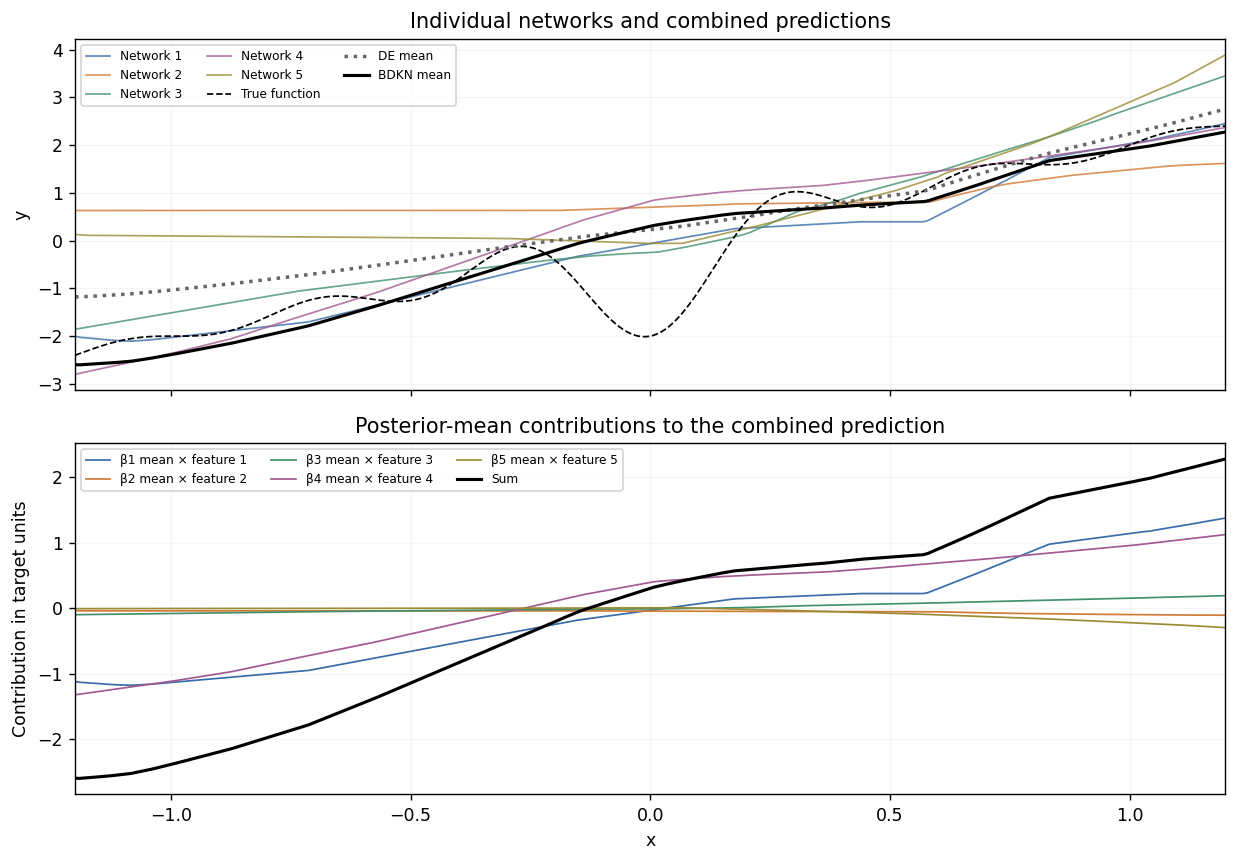 Individual networks and combined predictions
Network 1
Network 2
Network 3
Network 4
Network 5
True function
DE mean
BDKN mean
4
3
2
1
0
−1
−2
−3
y
Posterior-mean contributions to the combined prediction
β1 mean × feature 1
β2 mean × feature 2
β3 mean × feature 3
β4 mean × feature 4
β5 mean × feature 5
Sum
2
1
0
−1
−2
Contribution in target units
−1.0
−0.5
0.0
0.5
1.0
x